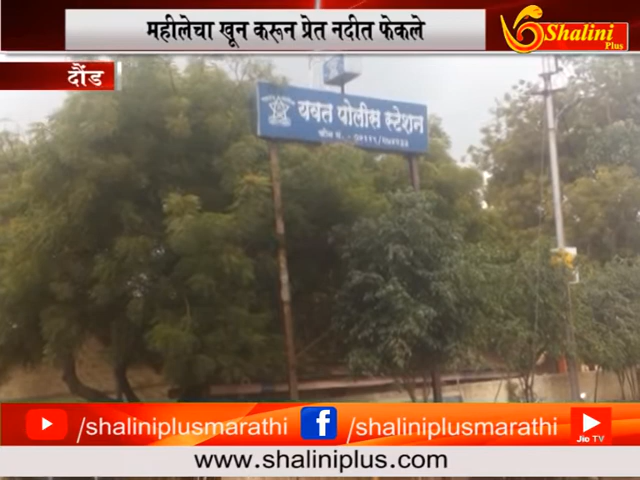 महीलेचा खून करून प्रेत नदीत फेकले
Shalini
Plus
दौंड
यवत पोलीस स्टेशन
/shaliniplusmarathi
/shaliniplusmarathi
Jio TV
www.shaliniplus.com